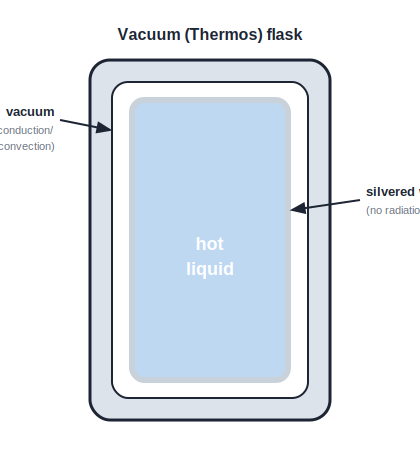 Vacuum (Thermos) flask
vacuum
conduction/
convection)
silvered
(no radiatio
hot
liquid